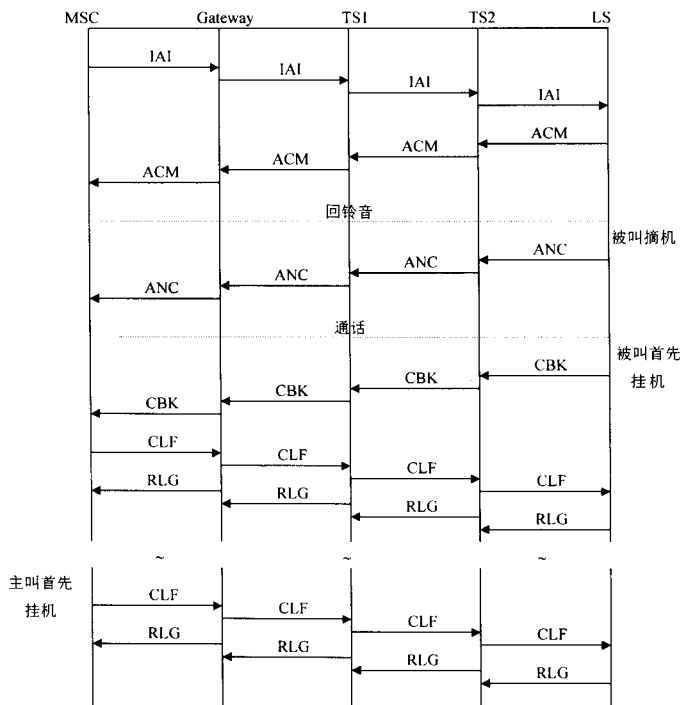 MSC Gateway TS1 TS2 LS
IAI
IAI
IAI
IAI
ACM
ACM
ACM
ACM
回铃音
被叫摘机
ANC
ANC
ANC
ANC
通话
被叫首先
挂机
CBK
CBK
CBK
CBK
CLF
CLF
CLF
CLF
RLG
RLG
RLG
RLG
~ ~ ~
主叫首先
挂机
CLF
CLF
CLF
CLF
RLG
RLG
RLG
RLG